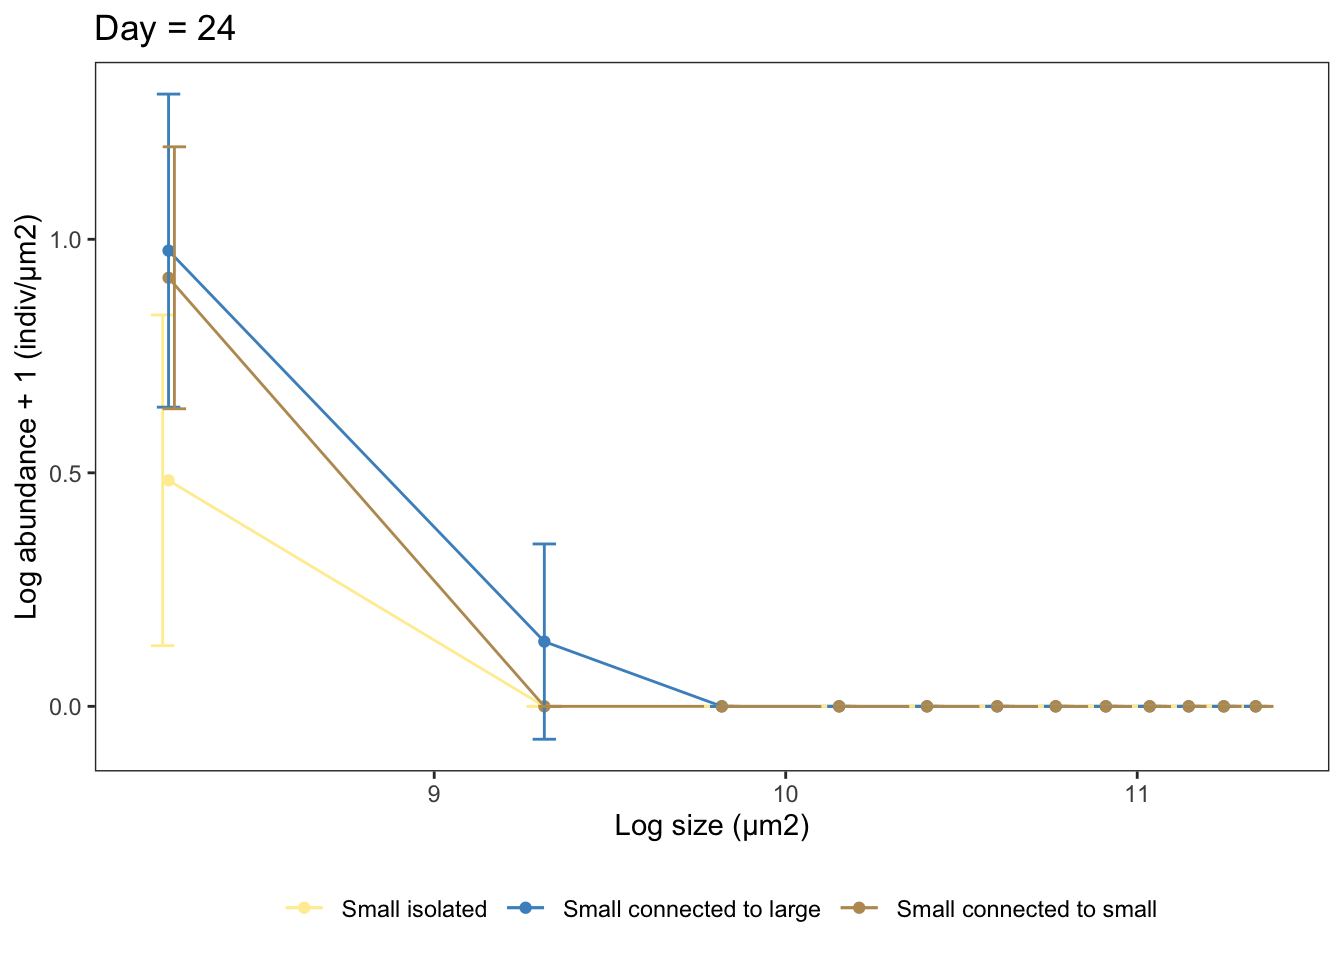 Day = 24
Log abundance + 1 (indiv/µm2)
1.0
0.5
0.0
9 10 11
Log size (µm2)
Small isolated Small connected to large Small connected to small